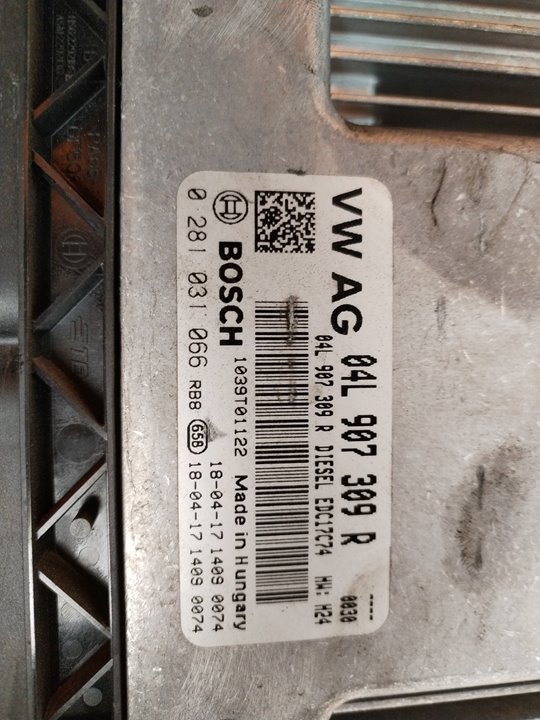 VW AG 04L 907 309 R
----
04L 907 309 R DIESEL EDC17C74 HW: H24
0030
BOSCH
1039T01122 Made in Hungary
0 281 031 066 RB8 65B
18-04-17 1409 0074
18-04-17 1409 0074